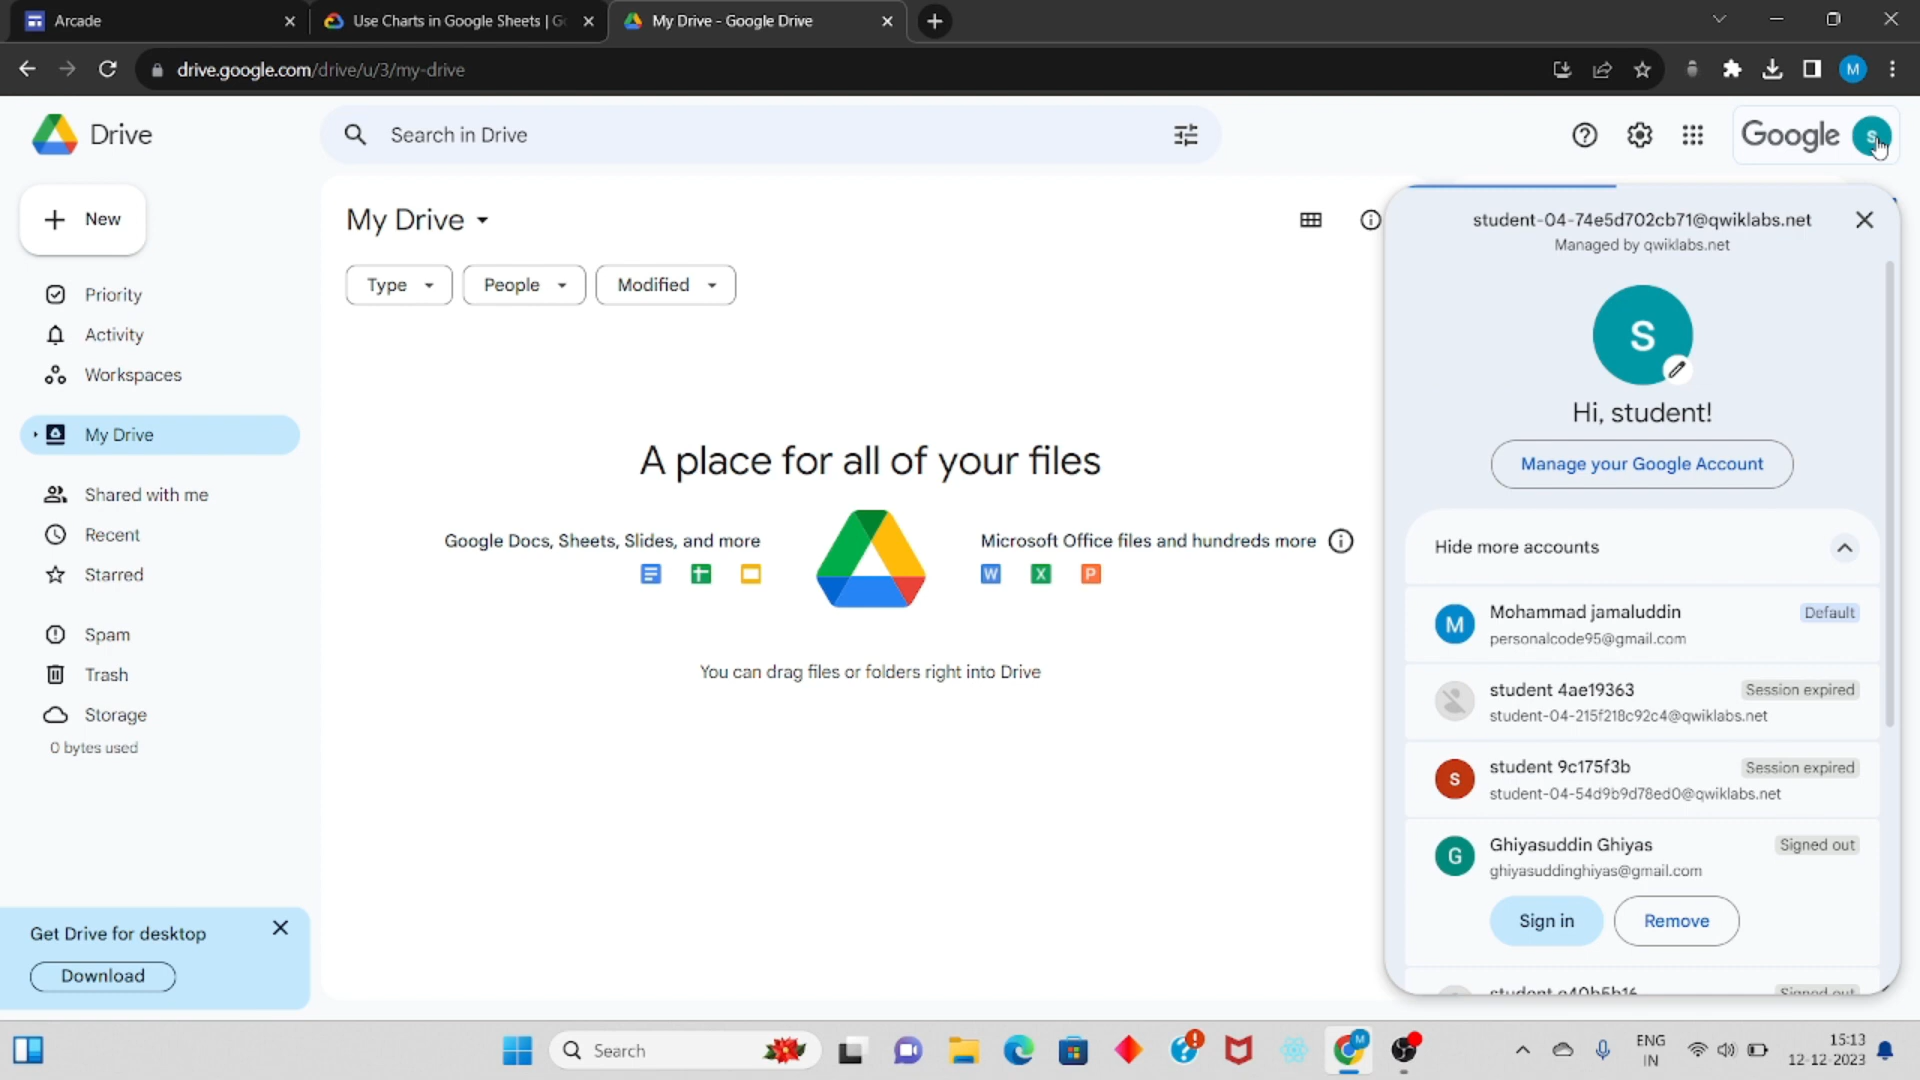 Arcade
Use Charts in Google Sheets | Go
My Drive - Google Drive
drive.google.com/drive/u/3/my-drive
M
Drive
Search in Drive
Google
S
New
Priority
Activity
Workspaces
My Drive
Shared with me
Recent
Starred
Spam
Trash
Storage
0 bytes used
Get Drive for desktop
Download
My Drive
Type
People
Modified
A place for all of your files
Google Docs, Sheets, Slides, and more
Microsoft Office files and hundreds more
W
X
P
You can drag files or folders right into Drive
student-04-74e5d702cb71@qwiklabs.net
Managed by qwiklabs.net
S
Hi, student!
Manage your Google Account
Hide more accounts
M
Mohammad jamaluddin
Default
personalcode95@gmail.com
student 4ae19363
Session expired
student-04-215f218c92c4@qwiklabs.net
S
student 9c175f3b
Session expired
student-04-54d9b9d78ed0@qwiklabs.net
G
Ghiyasuddin Ghiyas
Signed out
ghiyasuddinghiyas@gmail.com
Sign in
Remove
student
Signed out
Search
M
ENG
IN
15:13
12-12-2023